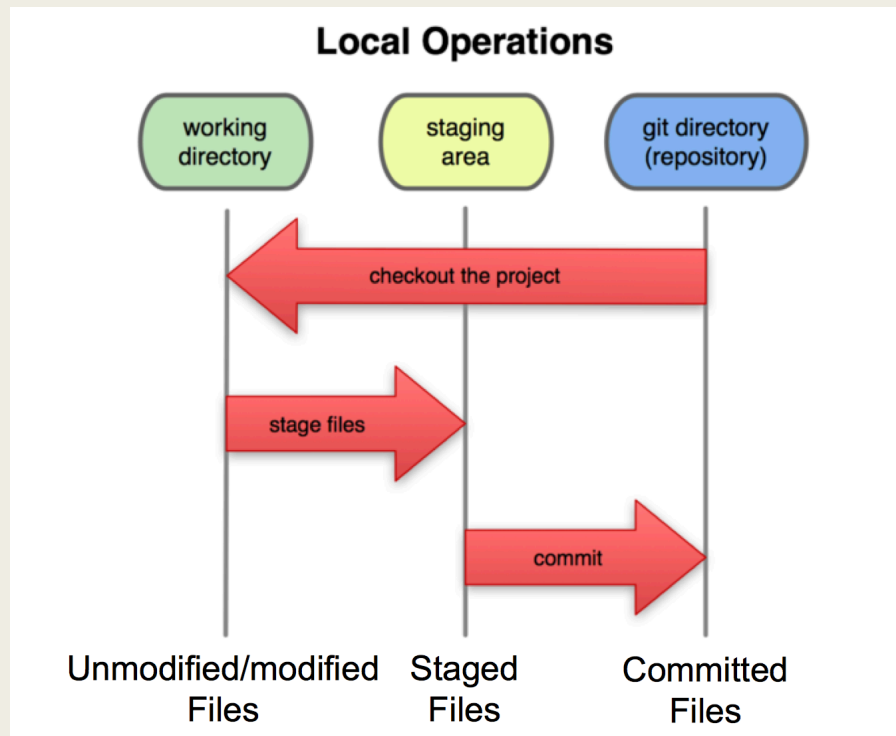 Local Operations
working
directory
staging
area
git directory
(repository)
checkout the project
stage files
commit
Unmodified/modified
Files
Staged
Files
Committed
Files